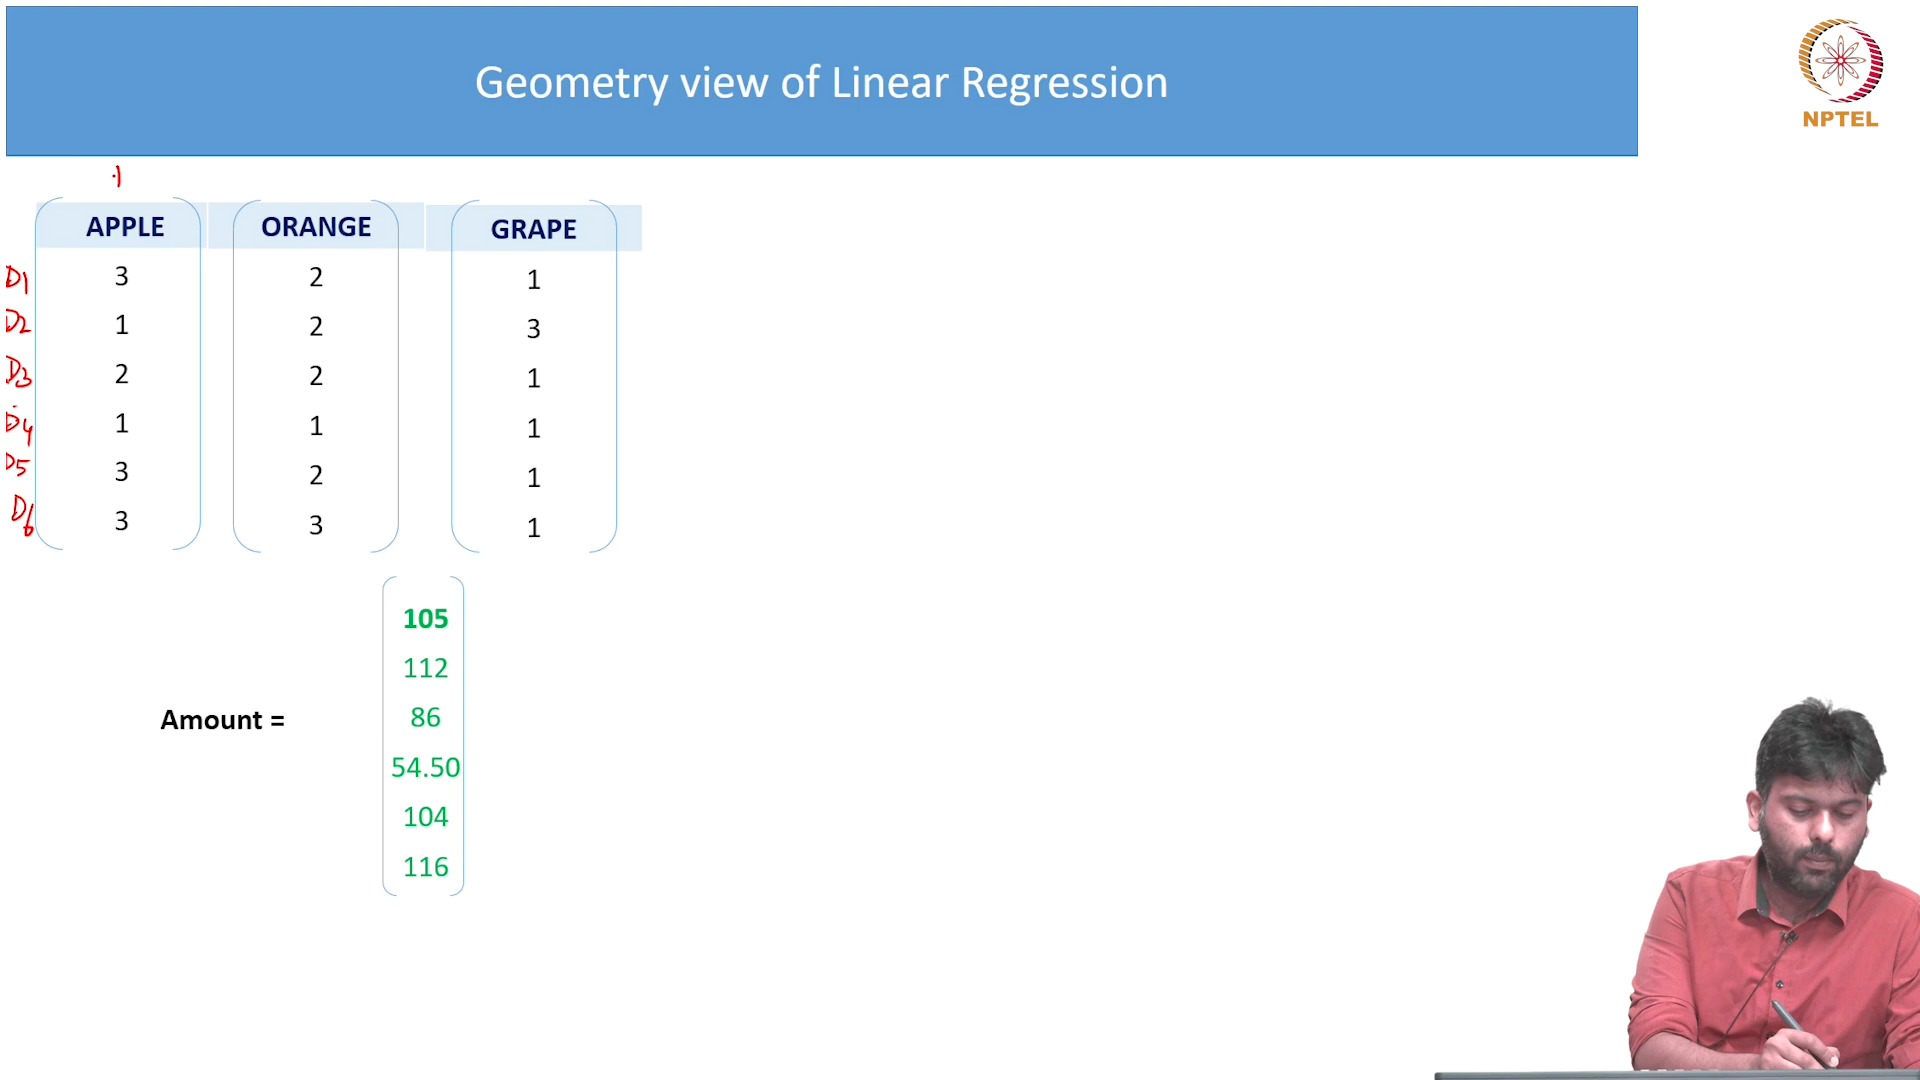 Geometry view of Linear Regression
NPTEL
APPLE ORANGE GRAPE
D1 3 2 1
D2 1 2 3
D3 2 2 1
D4 1 1 1
D5 3 2 1
D6 3 3 1
105
112
86
Amount =
54.50
104
116